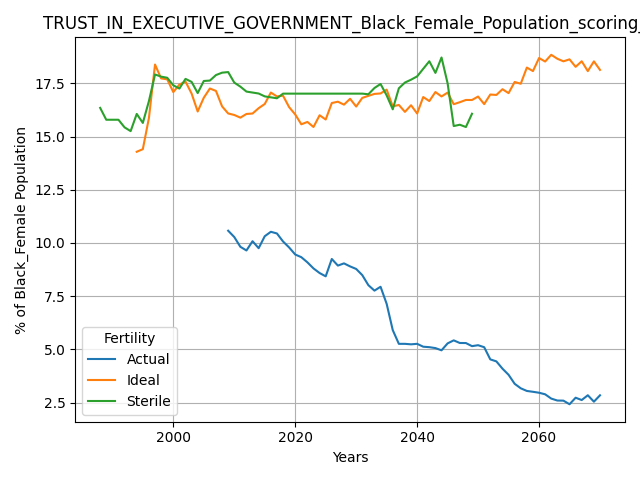 TRUST_IN_EXECUTIVE_GOVERNMENT_Black_Female_Population_scoring_
% of Black_Female Population
17.5
15.0
12.5
10.0
7.5
5.0
2.5
Fertility
Actual
Ideal
Sterile
2000
2020
2040
2060
Years